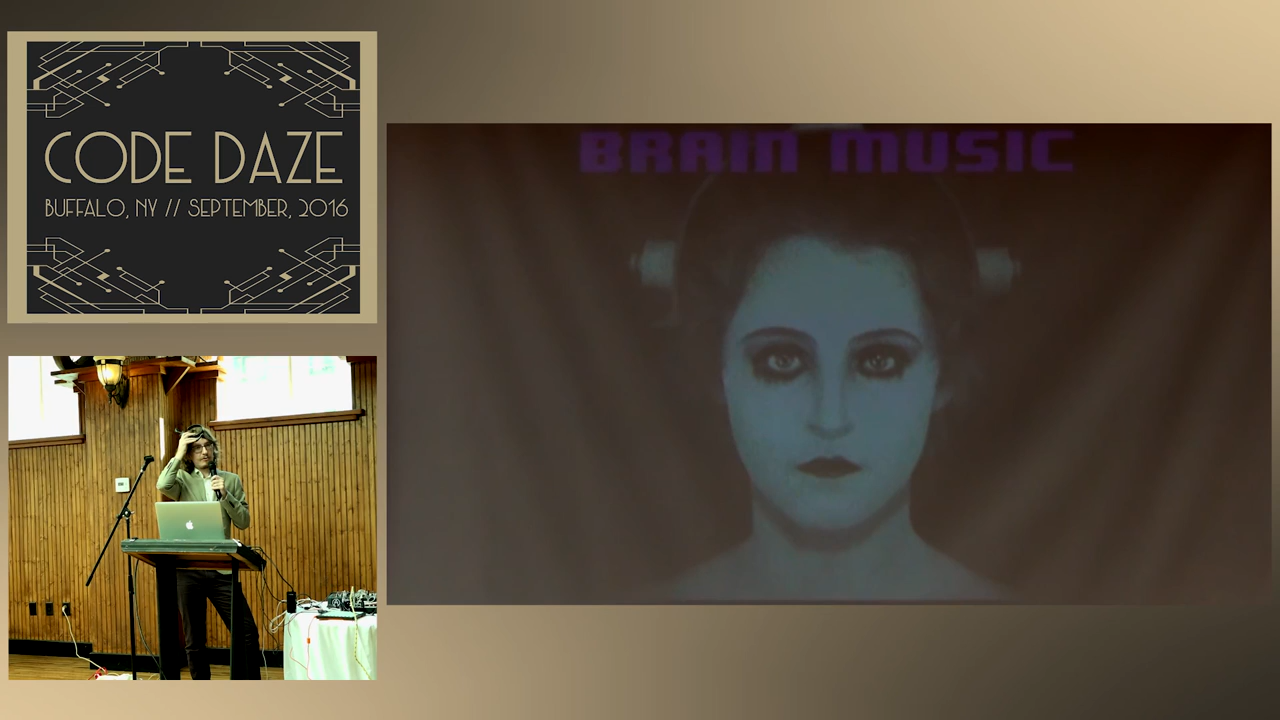 CODE DAZE
BUFFALO, NY // SEPTEMBER, 2016
BRAIN MUSIC